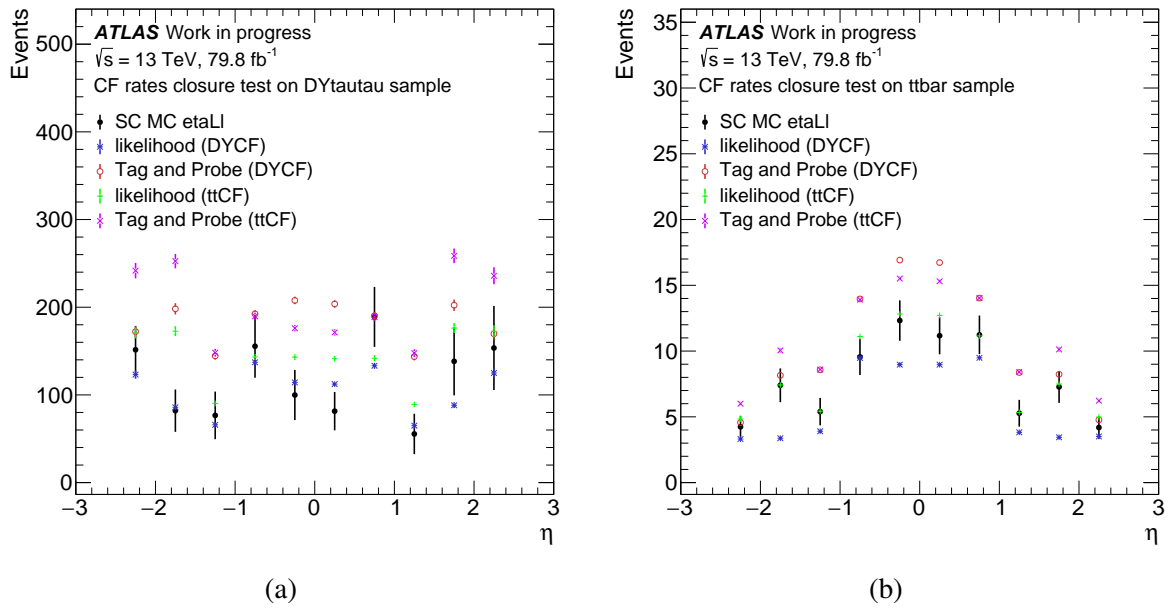 Events
500
400
300
200
100
0
ATLAS Work in progress
√s = 13 TeV, 79.8 fb-1
CF rates closure test on DYtautau sample
SC MC etaLI
likelihood (DYCF)
Tag and Probe (DYCF)
likelihood (ttCF)
Tag and Probe (ttCF)
−3 −2 −1 0 1 2 3
η
(a)
Events
35
30
25
20
15
10
5
0
ATLAS Work in progress
√s = 13 TeV, 79.8 fb-1
CF rates closure test on ttbar sample
SC MC etaLI
likelihood (DYCF)
Tag and Probe (DYCF)
likelihood (ttCF)
Tag and Probe (ttCF)
−3 −2 −1 0 1 2 3
η
(b)